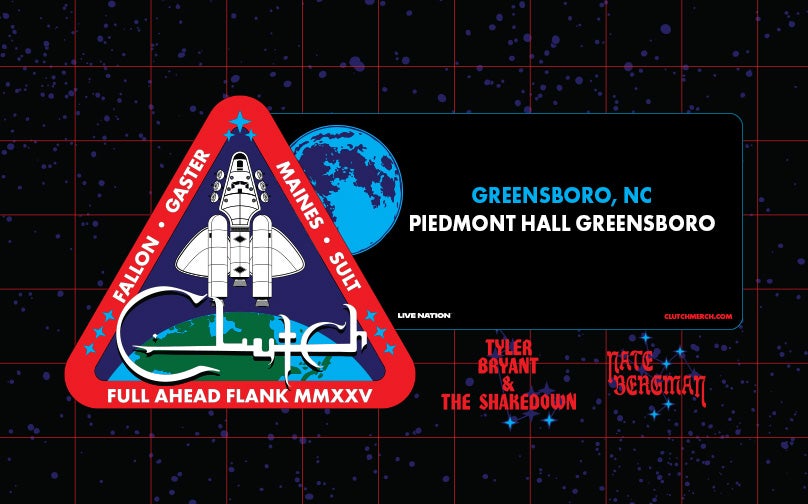 FALLON • GASTER
MAINES • SULT
Clutch
FULL AHEAD FLANK MMXXV
GREENSBORO, NC
PIEDMONT HALL GREENSBORO
LIVE NATION
CLUTCHMERCH.COM
TYLER
BRYANT
&
THE SHAKEDOWN
NATE
BERGMAN